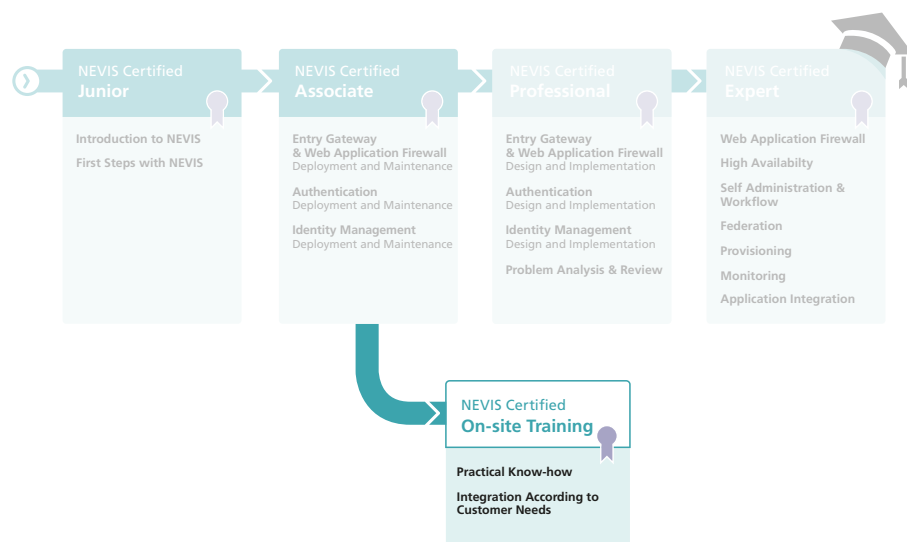 NEVIS Certified
Junior
Introduction to NEVIS
First Steps with NEVIS
NEVIS Certified
Associate
Entry Gateway
& Web Application Firewall
Deployment and Maintenance
Authentication
Deployment and Maintenance
Identity Management
Deployment and Maintenance
NEVIS Certified
Professional
Entry Gateway
& Web Application Firewall
Design and Implementation
Authentication
Design and Implementation
Identity Management
Design and Implementation
Problem Analysis & Review
NEVIS Certified
Expert
Web Application Firewall
High Availabilty
Self Administration &
Workflow
Federation
Provisioning
Monitoring
Application Integration
NEVIS Certified
On-site Training
Practical Know-how
Integration According to
Customer Needs